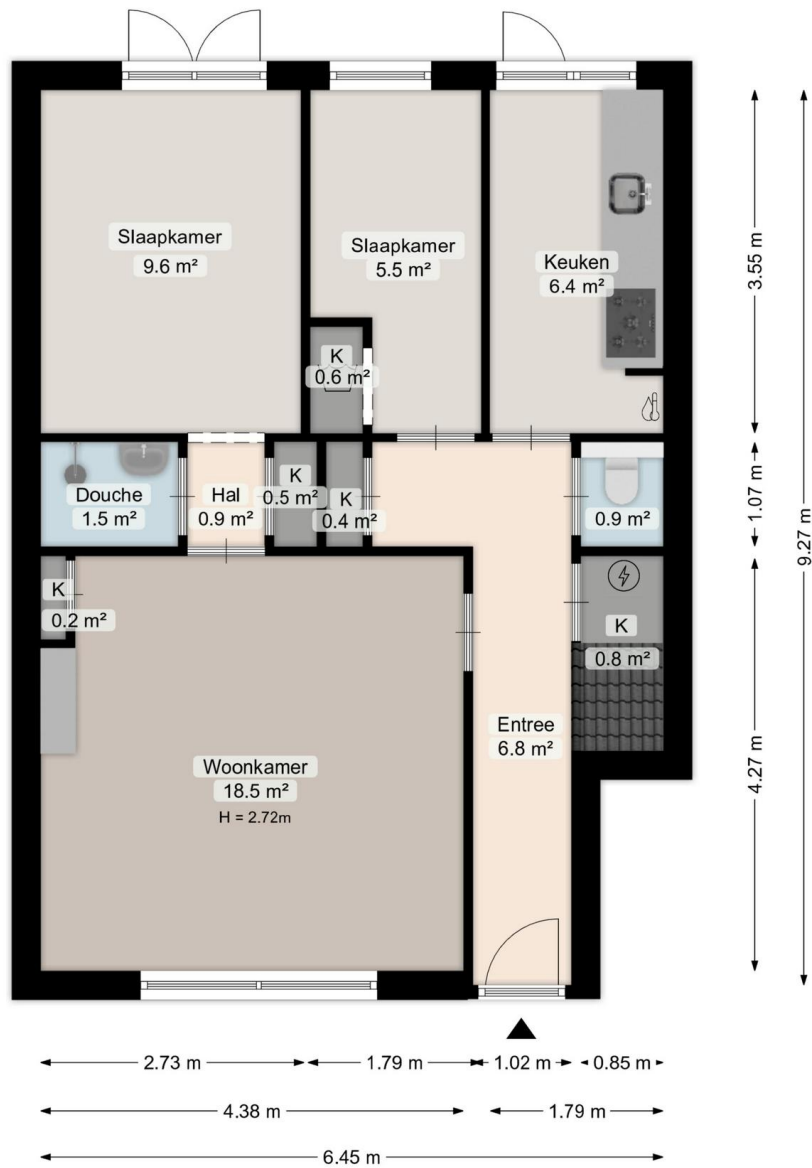 Slaapkamer
9.6 m²
Slaapkamer
5.5 m²
Keuken
6.4 m²
K
0.6 m²
Douche
1.5 m²
Hal
0.9 m²
K
0.5 m²
K
0.4 m²
0.9 m²
K
0.2 m²
K
0.8 m²
Woonkamer
18.5 m²
H = 2.72m
Entree
6.8 m²
3.55 m
1.07 m
4.27 m
9.27 m
2.73 m
1.79 m
1.02 m
0.85 m
4.38 m
1.79 m
6.45 m